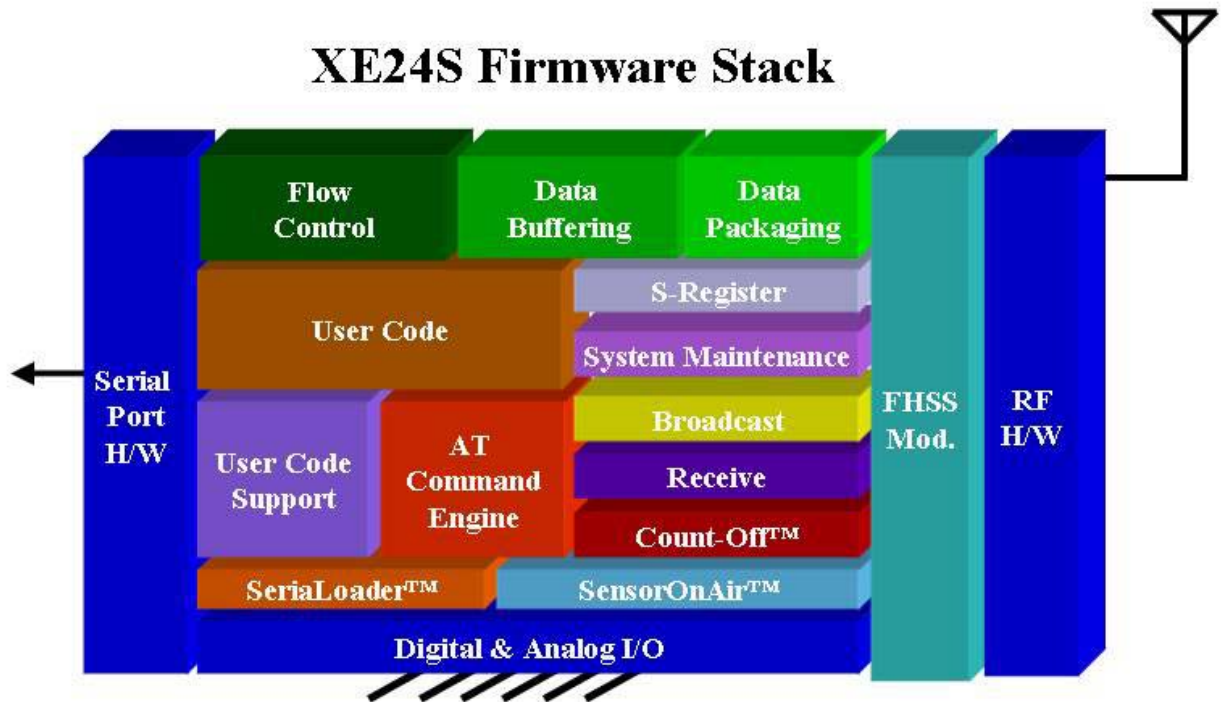 XE24S Firmware Stack
Flow
Control
Data
Buffering
Data
Packaging
User Code
S-Register
System Maintenance
Serial
Port
H/W
User Code
Support
AT
Command
Engine
Broadcast
Receive
Count-Off™
FHSS
Mod.
RF
H/W
SeriaLoader™
SensorOnAir™
Digital & Analog I/O